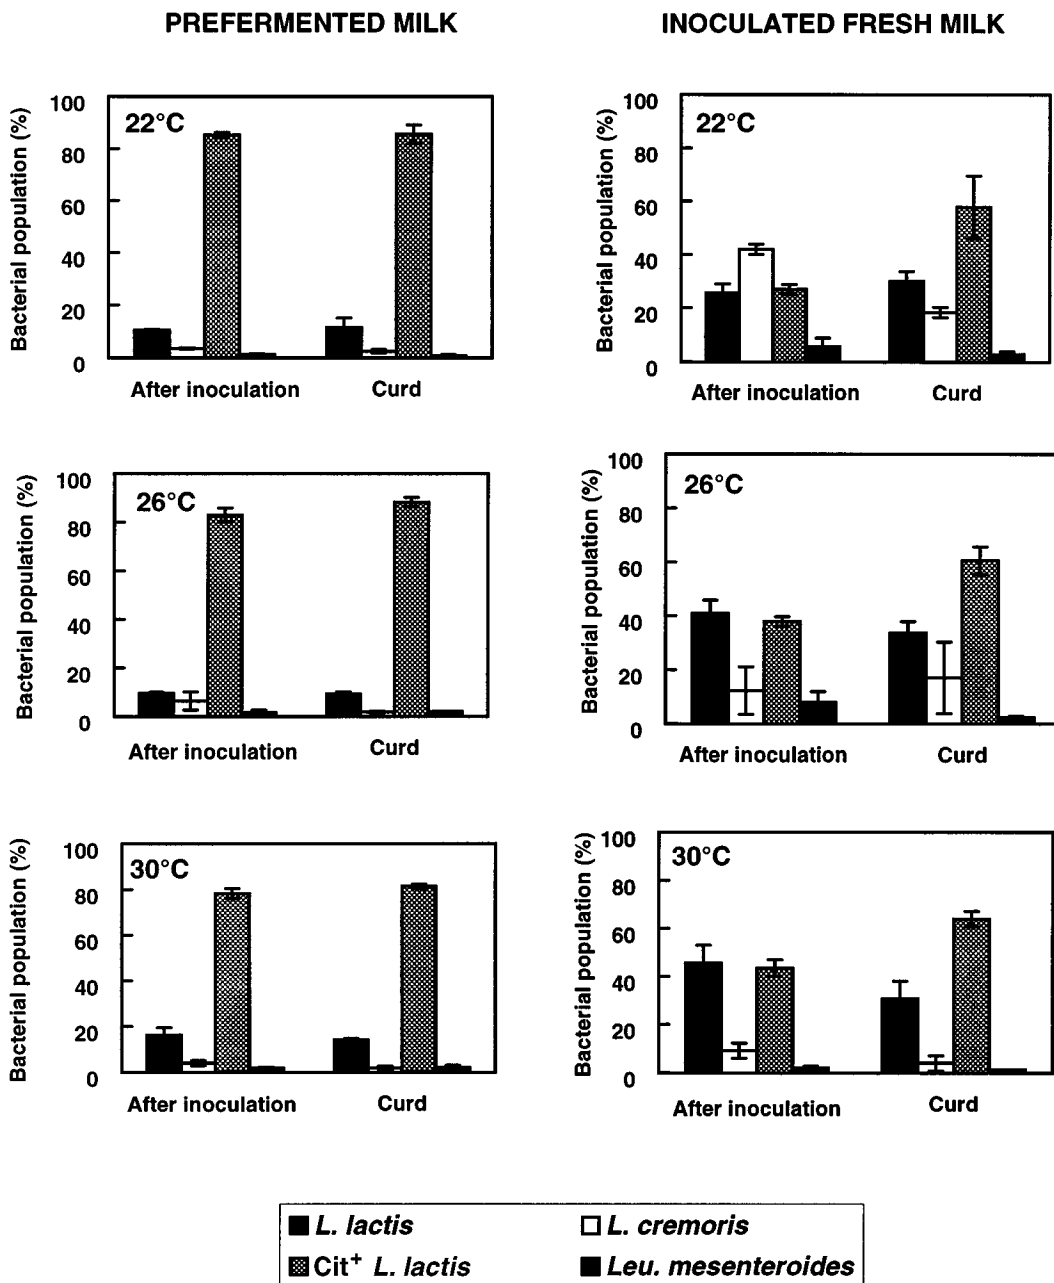 PREFERMENTED MILK
INOCULATED FRESH MILK
Bacterial population (%)
100
80
60
40
20
0
22°C
After inoculation
Curd
Bacterial population (%)
100
80
60
40
20
0
22°C
After inoculation
Curd
Bacterial population (%)
100
80
60
40
20
0
26°C
After inoculation
Curd
Bacterial population (%)
100
80
60
40
20
0
26°C
After inoculation
Curd
Bacterial population (%)
100
80
60
40
20
0
30°C
After inoculation
Curd
Bacterial population (%)
100
80
60
40
20
0
30°C
After inoculation
Curd
L. lactis
L. cremoris
Cit+ L. lactis
Leu. mesenteroides